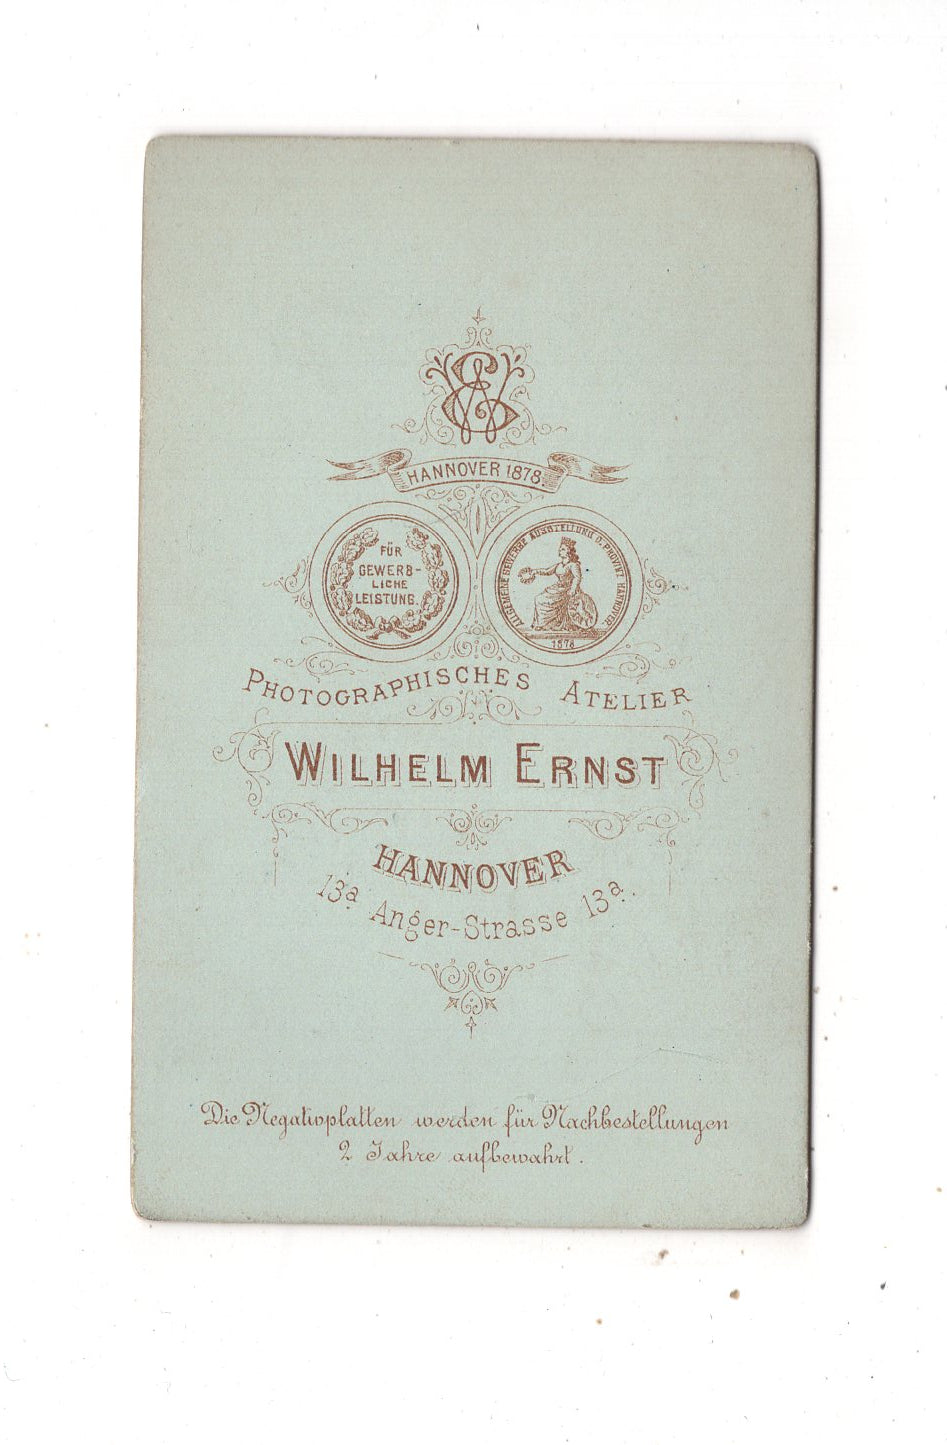 EW
HANNOVER 1878.
FÜR
GEWERB-
LICHE
LEISTUNG.
ALLGEMEINE GEWERBE AUSSTELLUNG D. PROVINZ HANNOVER.
1878
PHOTOGRAPHISCHES ATELIER
WILHELM ERNST
HANNOVER
13a Anger-Strasse 13a.
Die Negativplatten werden für Nachbestellungen
2 Jahre aufbewahrt.